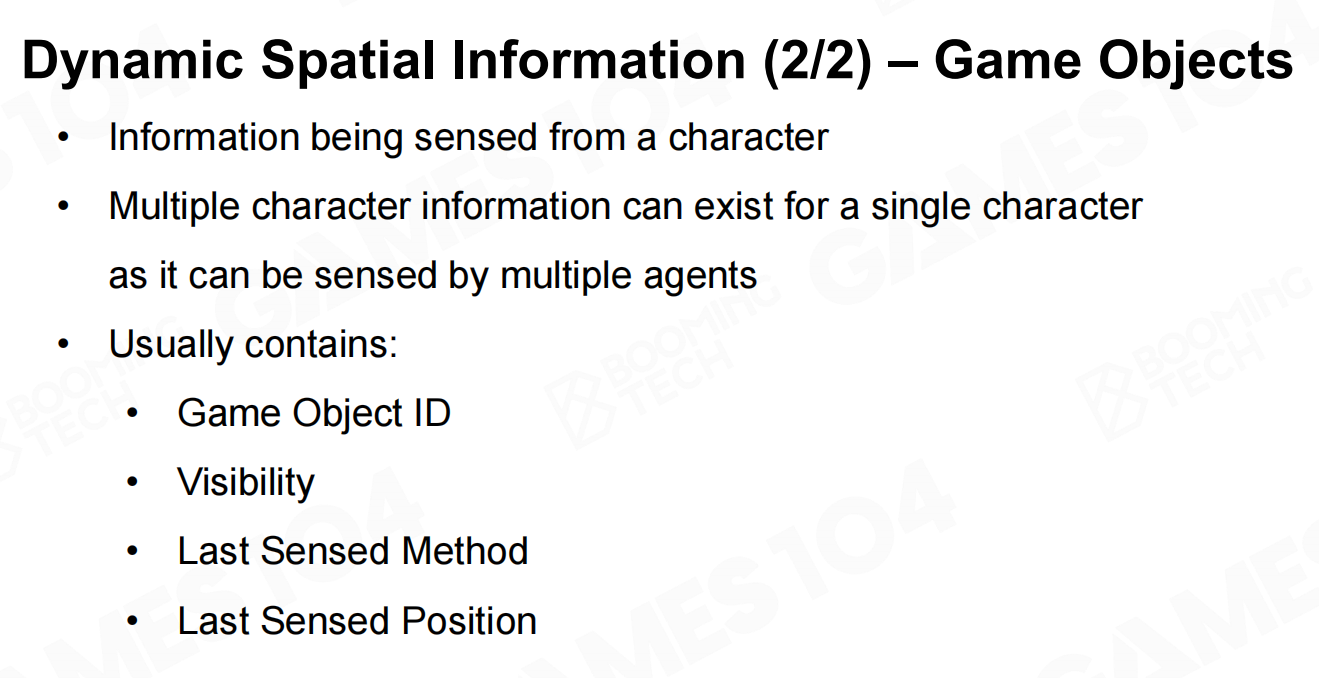 Dynamic Spatial Information (2/2) – Game Objects
• Information being sensed from a character
• Multiple character information can exist for a single character
as it can be sensed by multiple agents
• Usually contains:
• Game Object ID
• Visibility
• Last Sensed Method
• Last Sensed Position
GAMES104
BOOMING TECH